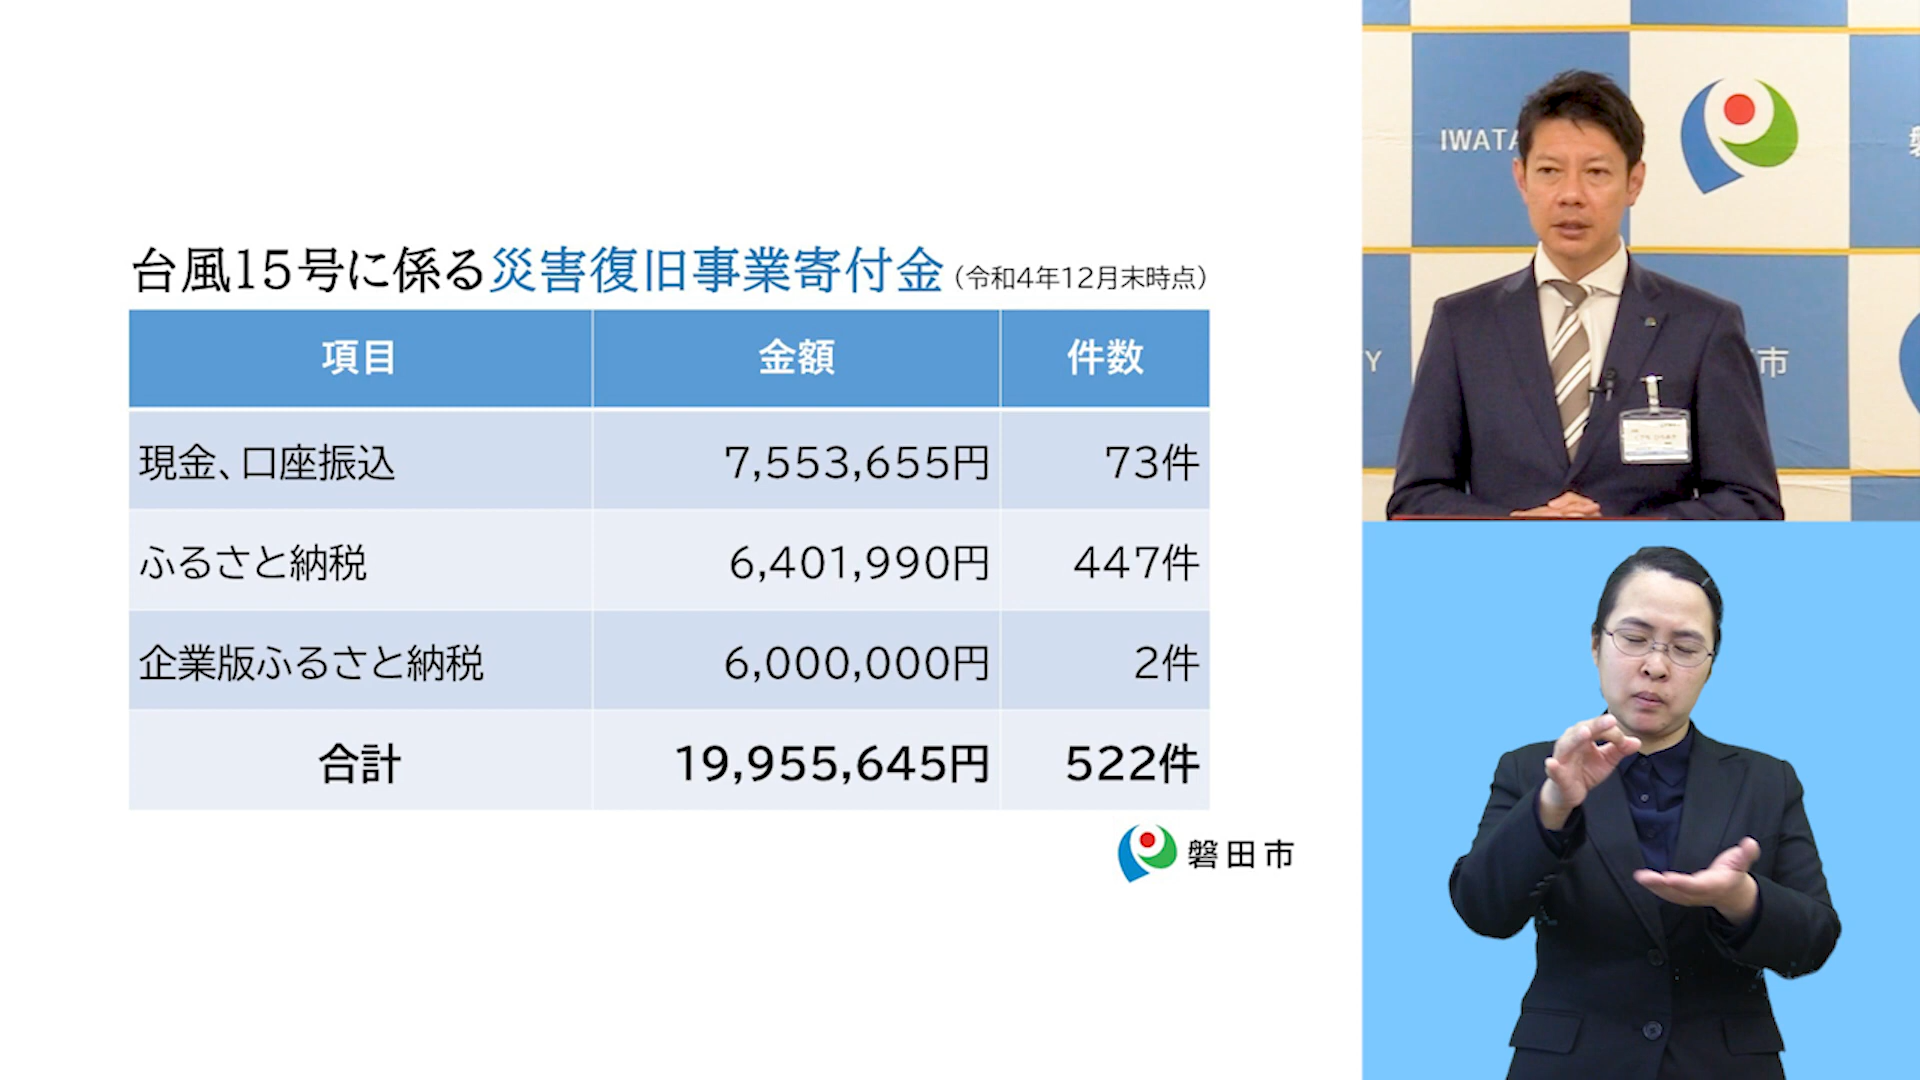 台風15号に係る災害復旧事業寄付金（令和4年12月末時点）
項目 金額 件数
現金、口座振込 7,553,655円 73件
ふるさと納税 6,401,990円 447件
企業版ふるさと納税 6,000,000円 2件
合計 19,955,645円 522件
磐田市
IWATA
Y
市